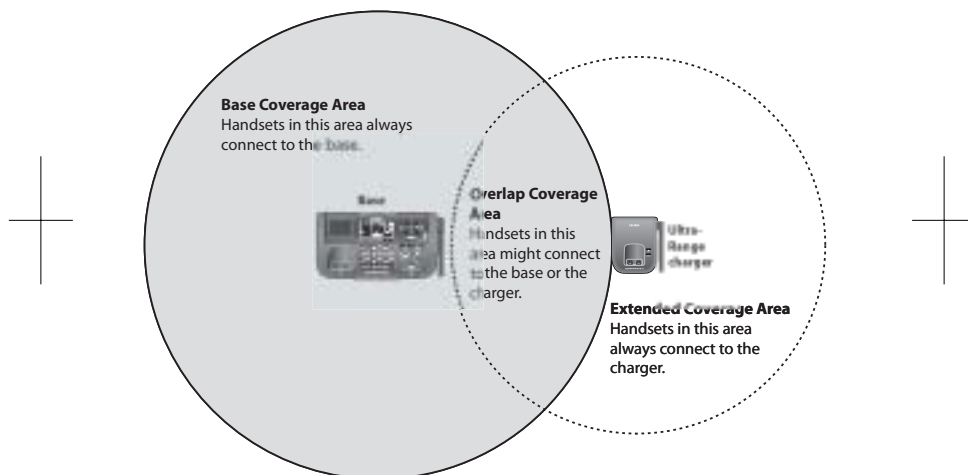 Base Coverage Area
Handsets in this area always
connect to the base.
Base
Overlap Coverage
Area
Handsets in this
area might connect
to the base or the
charger.
Ultra-
Range
charger
Extended Coverage Area
Handsets in this area
always connect to the
charger.